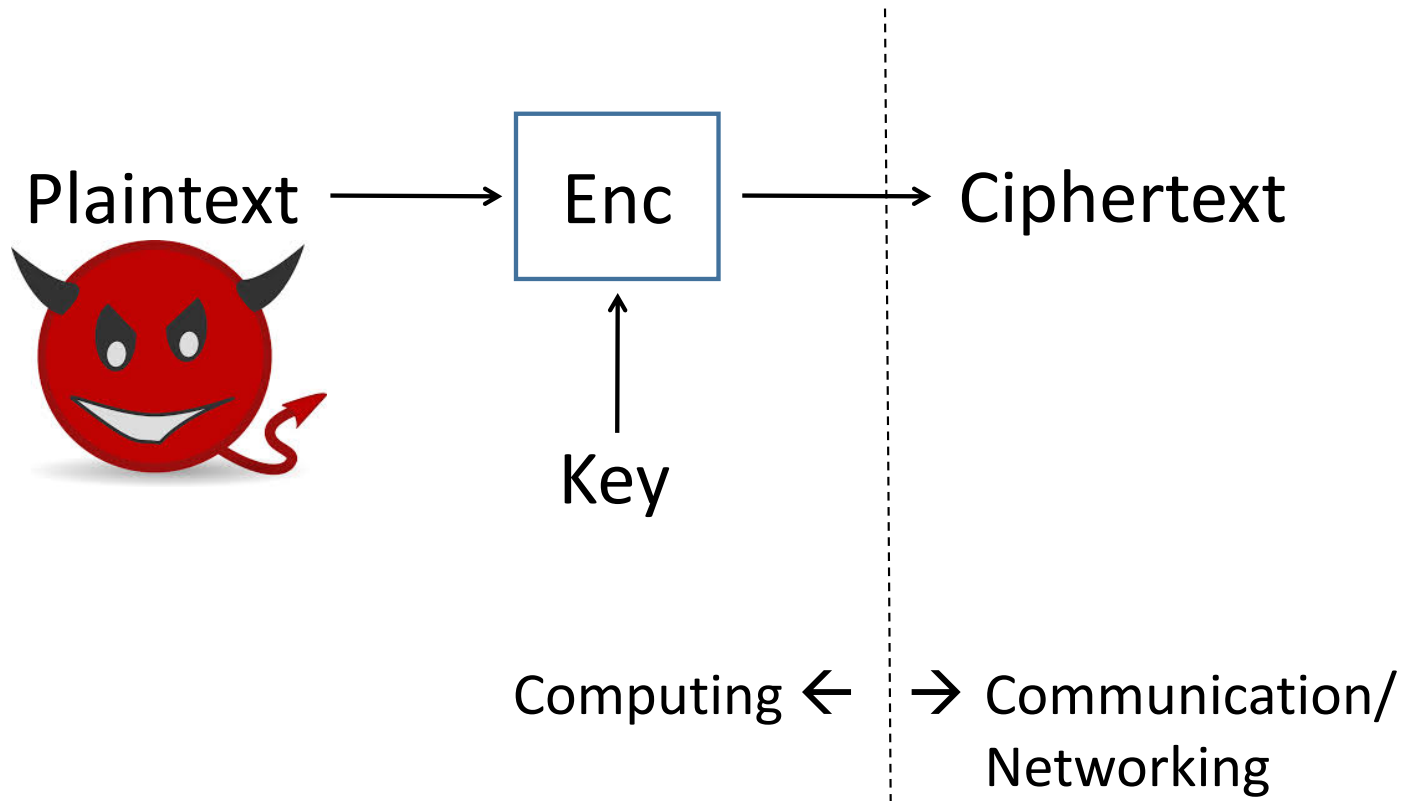 Plaintext
Enc
Ciphertext
Key
Computing ← → Communication/
Networking